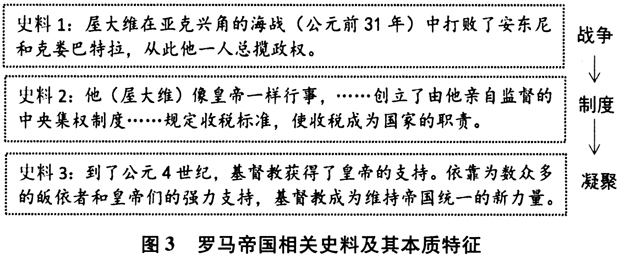 史料1：屋大维在亚克兴角的海战（公元前31年）中打败了安东尼
和克娄巴特拉，从此他一人总揽政权。
战争
史料2：他（屋大维）像皇帝一样行事，……创立了由他亲自监督的
中央集权制度……规定收税标准，使收税成为国家的职责。
制度
史料3：到了公元4世纪，基督教获得了皇帝的支持。依靠为数众多
的皈依者和皇帝们的强力支持，基督教成为维持帝国统一的新力量。
凝聚
图3 罗马帝国相关史料及其本质特征